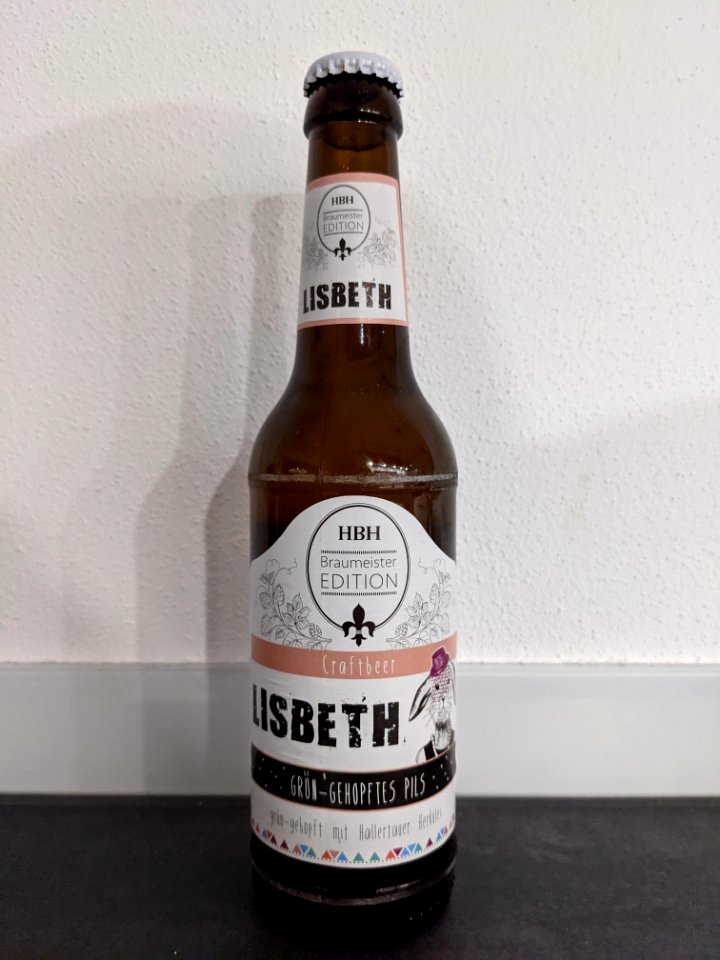 HBH
Braumeister
EDITION
LISBETH
HBH
Braumeister
EDITION
Craftbeer
LISBETH
GRÜN-GEHOPFTES PILS
grün-gehopft mit Hallertauer Herkules